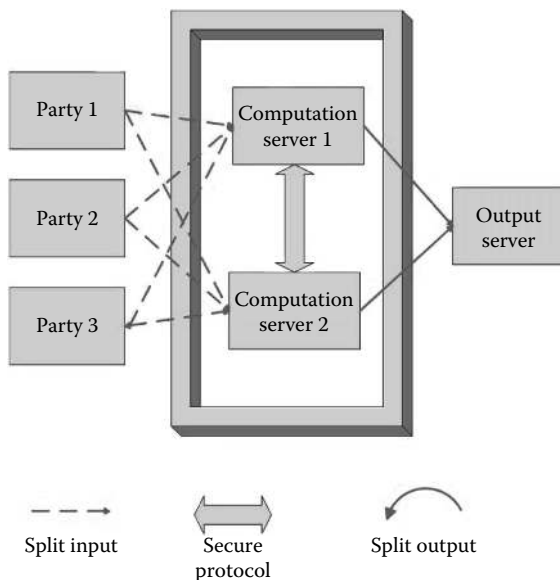 Party 1
Computation
server 1
Party 2
Output
server
Party 3
Computation
server 2
Split input
Secure
protocol
Split output